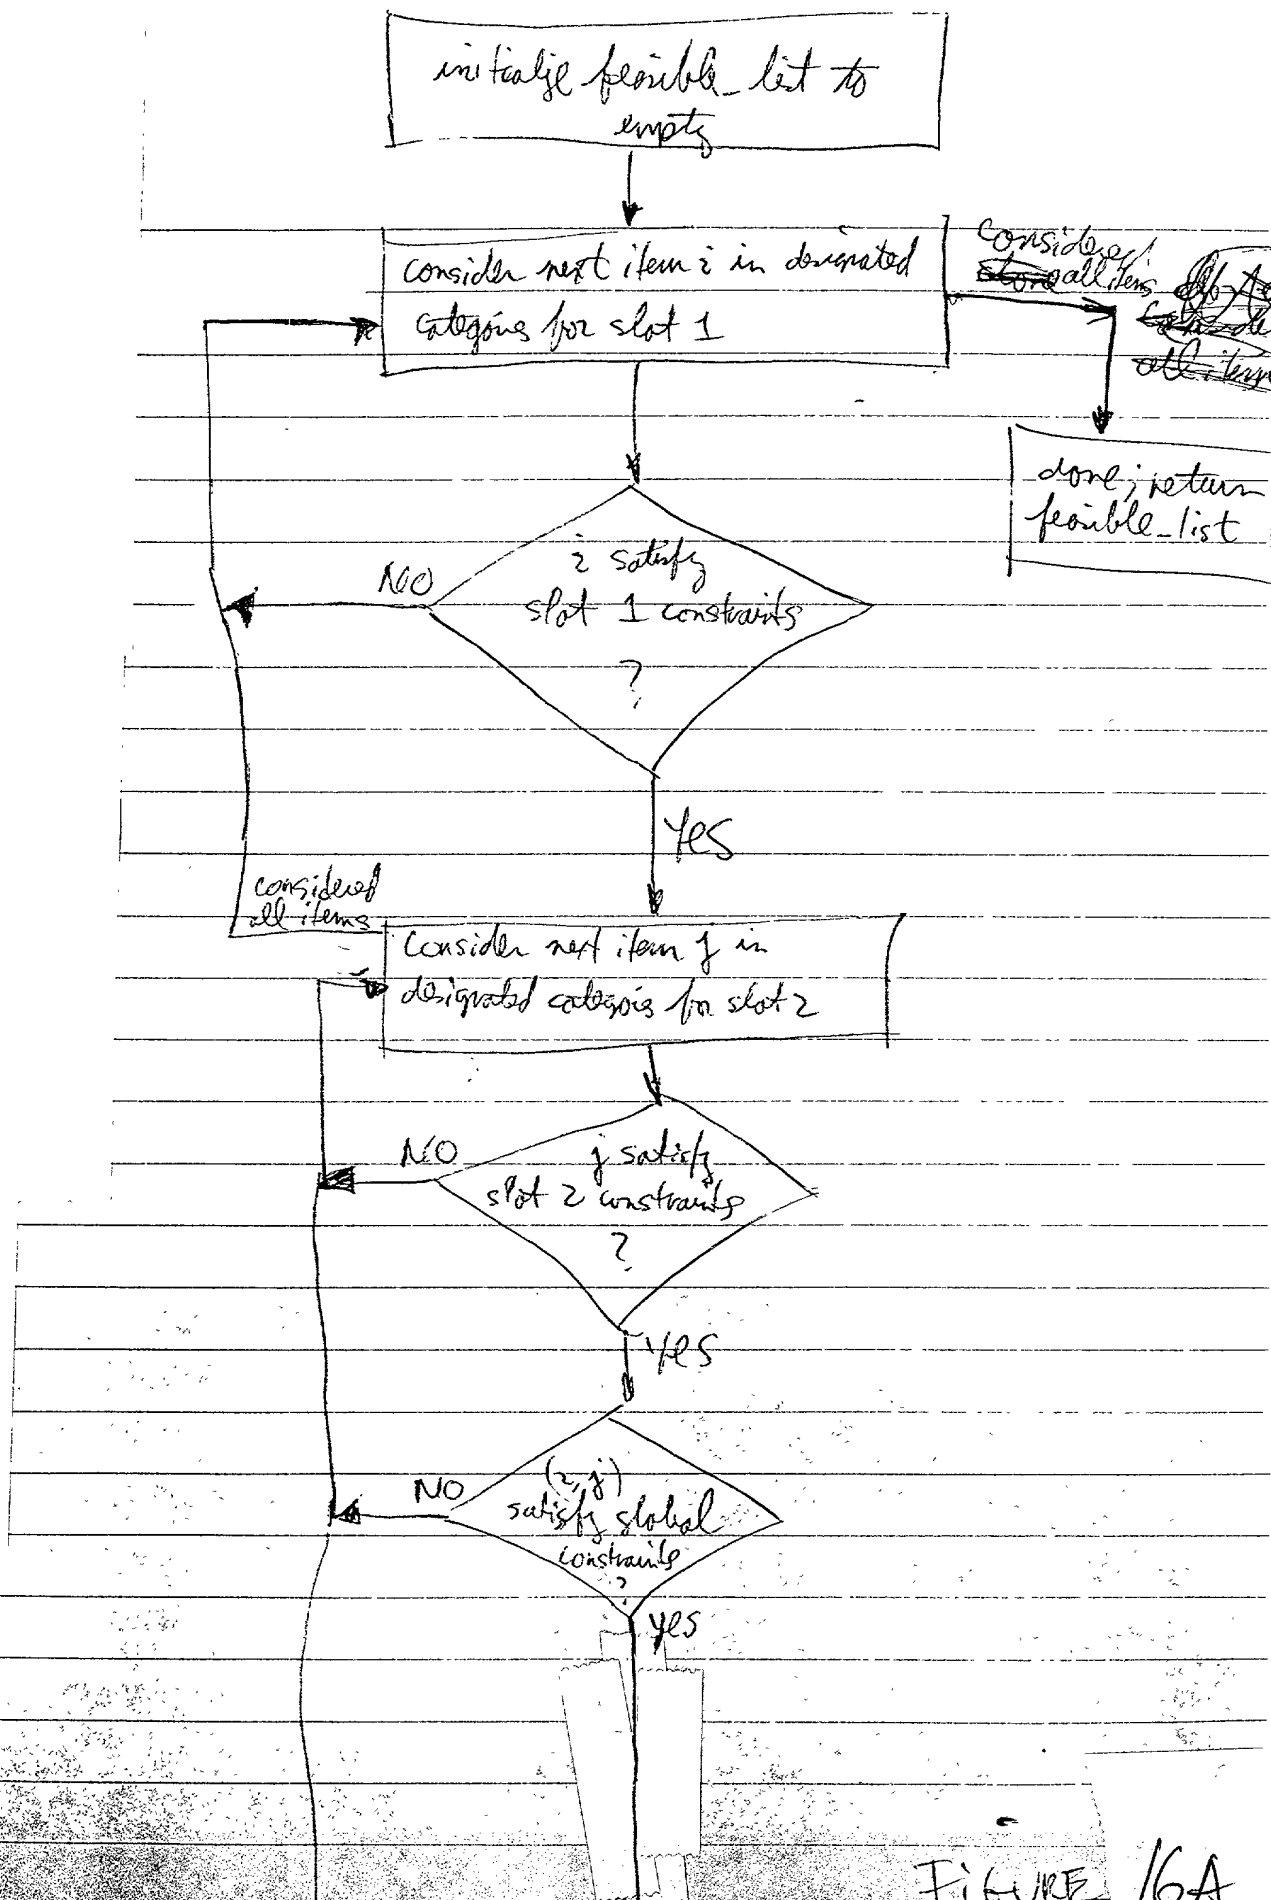 initialize feasible_list to
empty
consider next item i in designated
categories for slot 1
considered
all items
done; return
feasible_list
i satisfy
slot 1 constraints
?
NO
YES
considered
all items
consider next item j in
designated categories for slot 2
NO
j satisfy
slot 2 constraints
?
YES
NO
(i, j)
satisfy global
constraints
?
yes
FIGURE 16A